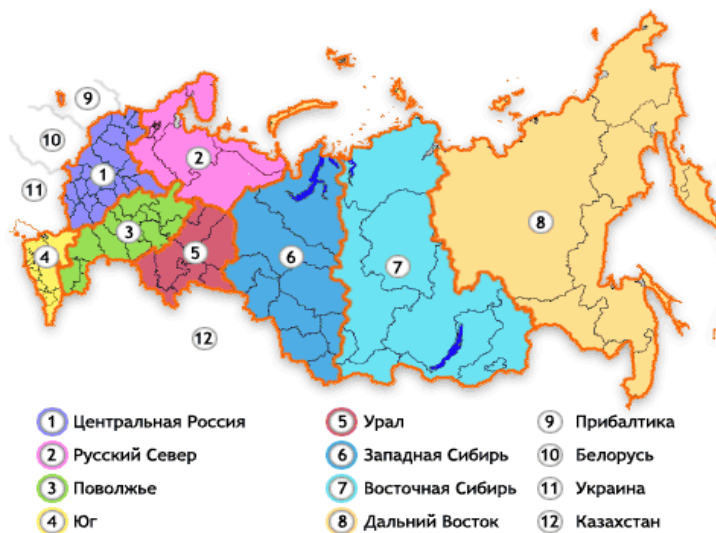 9
10
2
1
11
8
3
4
5
6
7
12
1 Центральная Россия
2 Русский Север
3 Поволжье
4 Юг
5 Урал
6 Западная Сибирь
7 Восточная Сибирь
8 Дальний Восток
9 Прибалтика
10 Белорусь
11 Украина
12 Казахстан